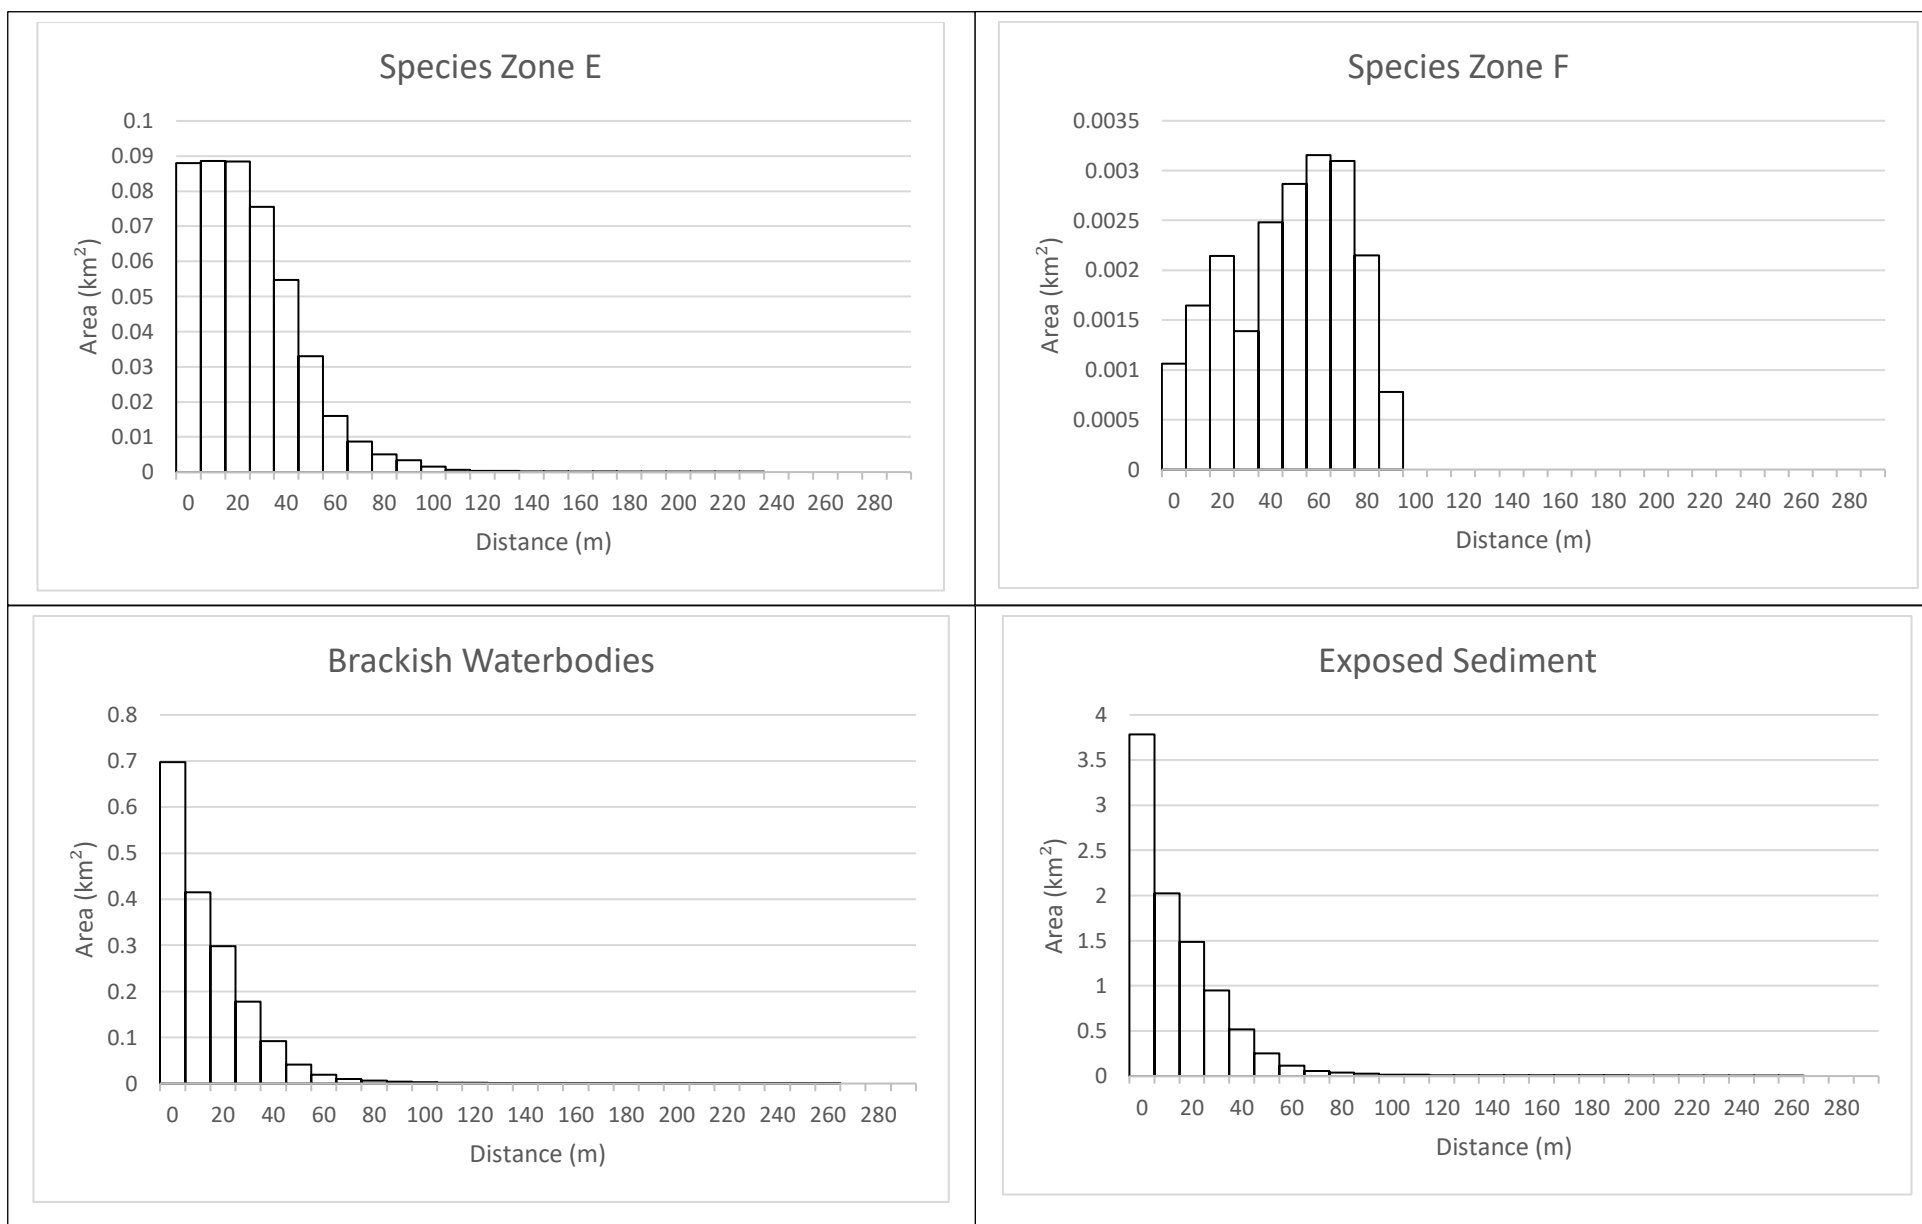 Species Zone E
0.1
0.09
0.08
0.07
0.06
0.05
0.04
0.03
0.02
0.01
0
Area (km²)
0 20 40 60 80 100 120 140 160 180 200 220 240 260 280
Distance (m)
Species Zone F
0.0035
0.003
0.0025
0.002
0.0015
0.001
0.0005
0
Area (km²)
0 20 40 60 80 100 120 140 160 180 200 220 240 260 280
Distance (m)
Brackish Waterbodies
0.8
0.7
0.6
0.5
0.4
0.3
0.2
0.1
0
Area (km²)
0 20 40 60 80 100 120 140 160 180 200 220 240 260 280
Distance (m)
Exposed Sediment
4
3.5
3
2.5
2
1.5
1
0.5
0
Area (km²)
0 20 40 60 80 100 120 140 160 180 200 220 240 260 280
Distance (m)